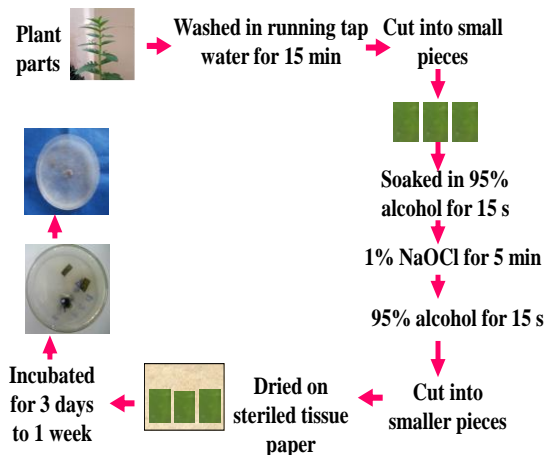 Plant
parts
Washed in running tap
water for 15 min
Cut into small
pieces
Soaked in 95%
alcohol for 15 s
1% NaOCl for 5 min
95% alcohol for 15 s
Cut into
smaller pieces
Dried on
steriled tissue
paper
Incubated
for 3 days
to 1 week